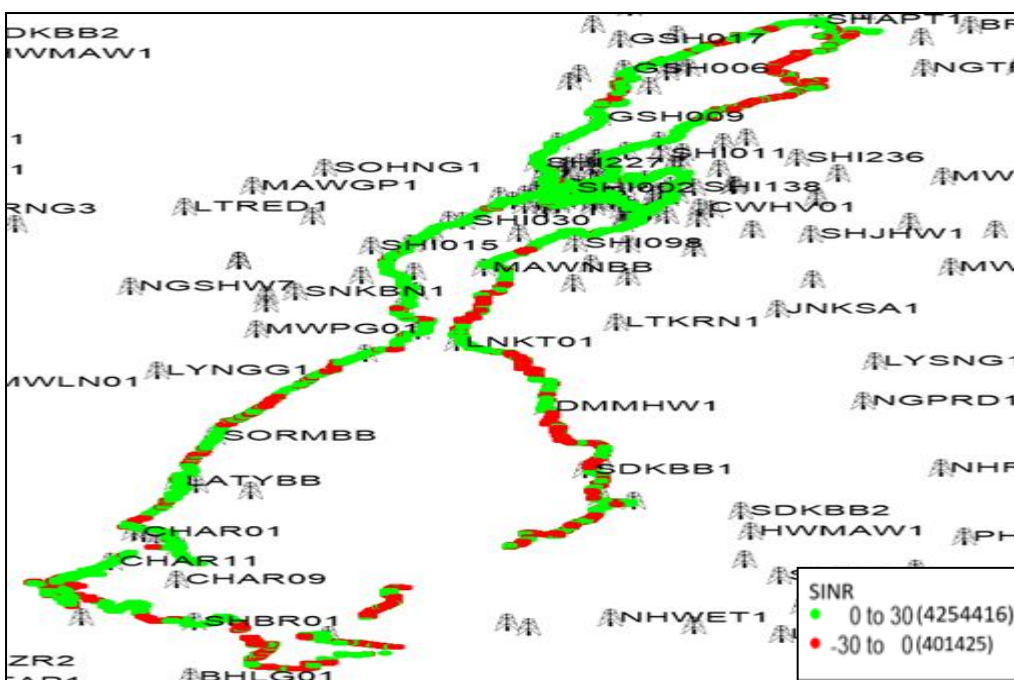 SHAPT1
BF
DKBB2
GSH017
HWMAW1
GSH006
NGT
GSH009
1
SHI227
SHI011
SHI236
1
SOHNG1
MAWGP1
SHI002
SHI138
MW
RNG3
LTRED1
CWHV01
SHI030
SHJHW1
SHI015
SHI098
MAWNBB
MW
NGSHW7
SNKBN1
JNKSA1
MWPG01
LTKRN1
LNKT01
LYNGG1
LYSNG1
MWLN01
NGPRD1
DMMHW1
SORMBB
SDKBB1
NHF
LATYBB
SDKBB2
CHAR01
HWMAW1
PH
CHAR11
CHAR09
SINR
0 to 30 (4254416)
-30 to 0 (401425)
SHBR01
NHWET1
ZR2
BHLG01